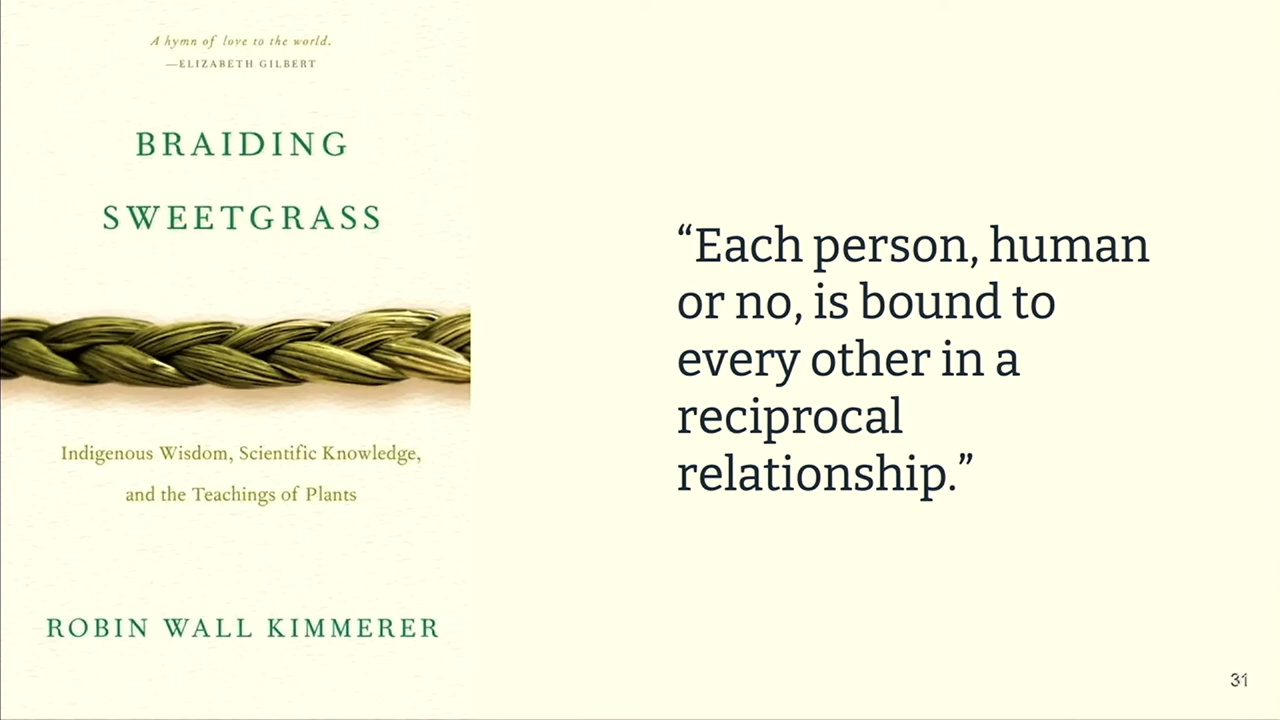 A hymn of love to the world.
—ELIZABETH GILBERT
BRAIDING
SWEETGRASS
Indigenous Wisdom, Scientific Knowledge,
and the Teachings of Plants
ROBIN WALL KIMMERER
“Each person, human
or no, is bound to
every other in a
reciprocal
relationship.”
31